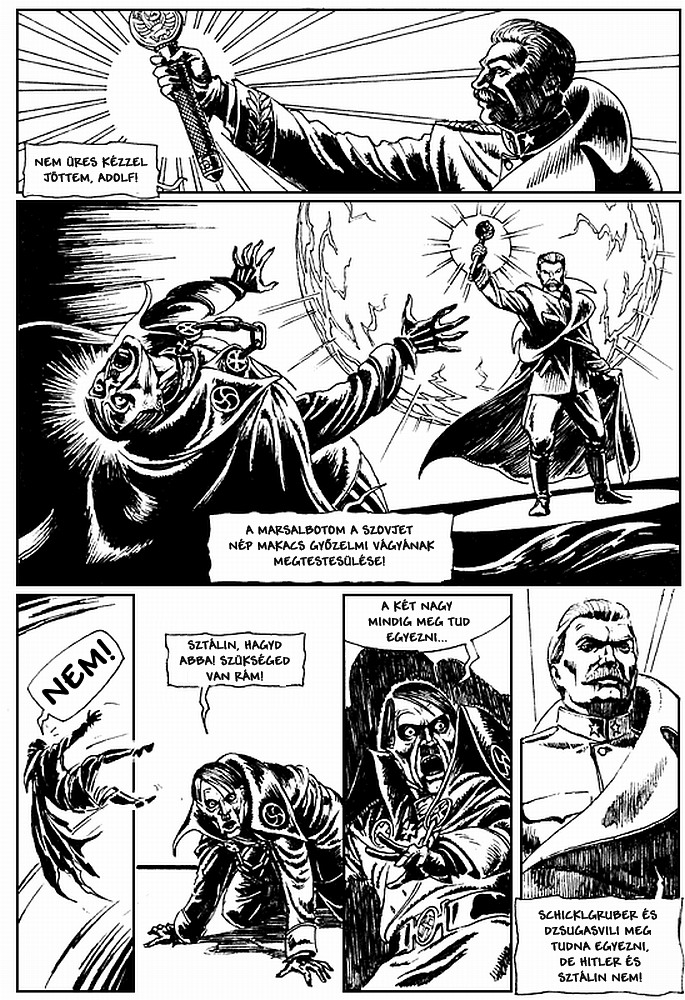 NEM ÜRES KÉZZEL
JÖTTEM, ADOLF!
A MARSALBOTOM A SZOVJET
NÉP MAKACS GYŐZELMI VÁGYÁNAK
MEGTESTESÜLÉSE!
NEM!
SZTÁLIN, HAGYD
ABBA! SZÜKSÉGED
VAN RÁM!
A KÉT NAGY
MINDIG MEG TUD
EGYEZNI...
SCHICKLGRUBER ÉS
DZSUGASVILI MEG
TUDNA EGYEZNI,
DE HITLER ÉS
SZTÁLIN NEM!